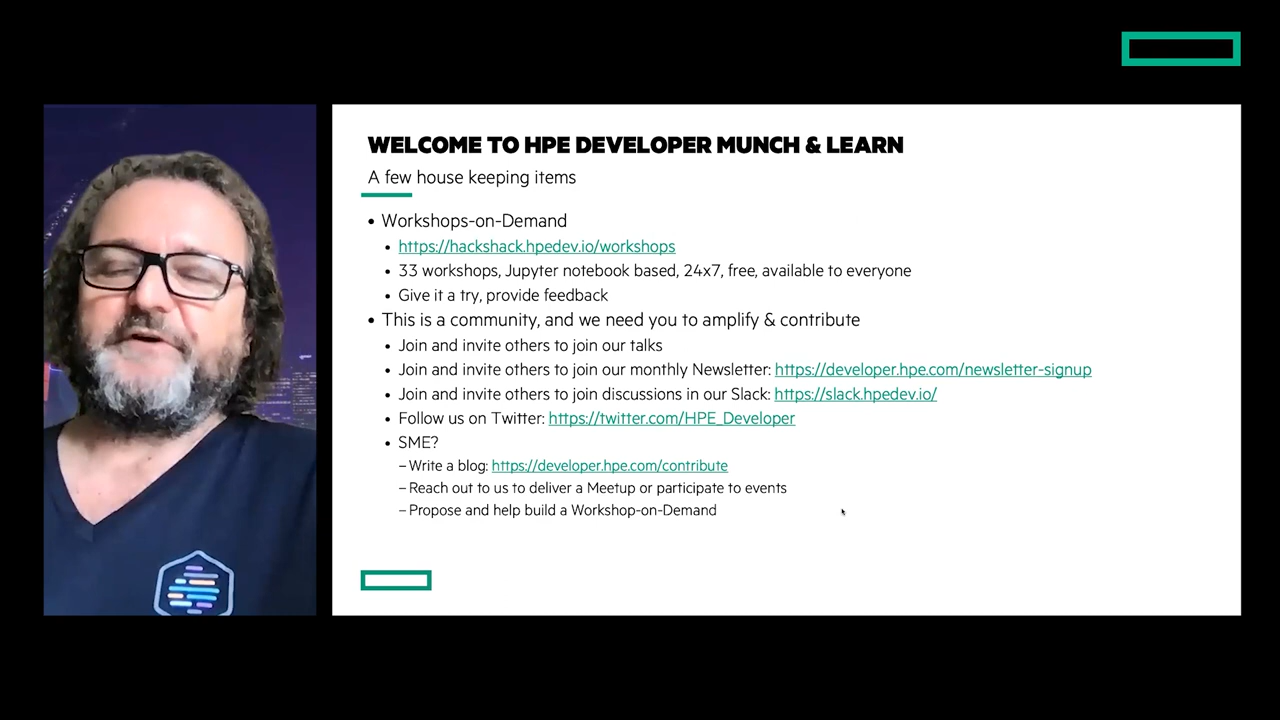 WELCOME TO HPE DEVELOPER MUNCH & LEARN
A few house keeping items
• Workshops-on-Demand
• https://hackshack.hpedev.io/workshops
• 33 workshops, Jupyter notebook based, 24x7, free, available to everyone
• Give it a try, provide feedback
• This is a community, and we need you to amplify & contribute
• Join and invite others to join our talks
• Join and invite others to join our monthly Newsletter: https://developer.hpe.com/newsletter-signup
• Join and invite others to join discussions in our Slack: https://slack.hpedev.io/
• Follow us on Twitter: https://twitter.com/HPE_Developer
• SME?
– Write a blog: https://developer.hpe.com/contribute
– Reach out to us to deliver a Meetup or participate to events
– Propose and help build a Workshop-on-Demand